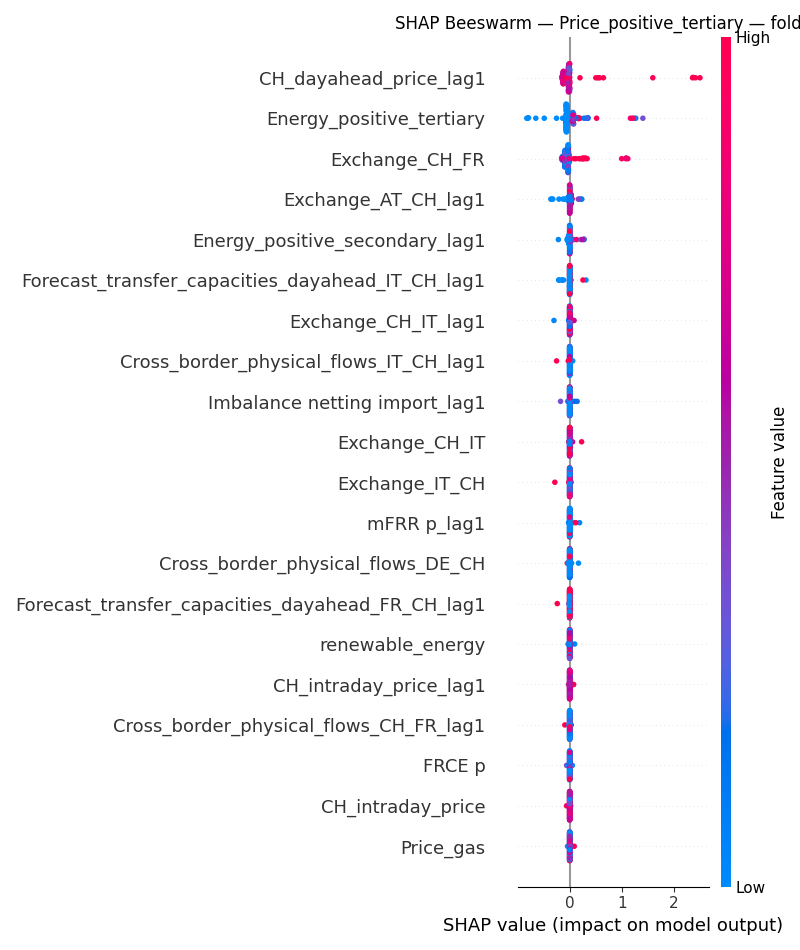 SHAP Beeswarm — Price_positive_tertiary — fold
High
CH_dayahead_price_lag1
Energy_positive_tertiary
Exchange_CH_FR
Exchange_AT_CH_lag1
Energy_positive_secondary_lag1
Forecast_transfer_capacities_dayahead_IT_CH_lag1
Exchange_CH_IT_lag1
Cross_border_physical_flows_IT_CH_lag1
Imbalance netting import_lag1
Exchange_CH_IT
Exchange_IT_CH
mFRR p_lag1
Cross_border_physical_flows_DE_CH
Forecast_transfer_capacities_dayahead_FR_CH_lag1
renewable_energy
CH_intraday_price_lag1
Cross_border_physical_flows_CH_FR_lag1
FRCE p
CH_intraday_price
Price_gas
Feature value
Low
0 1 2
SHAP value (impact on model output)